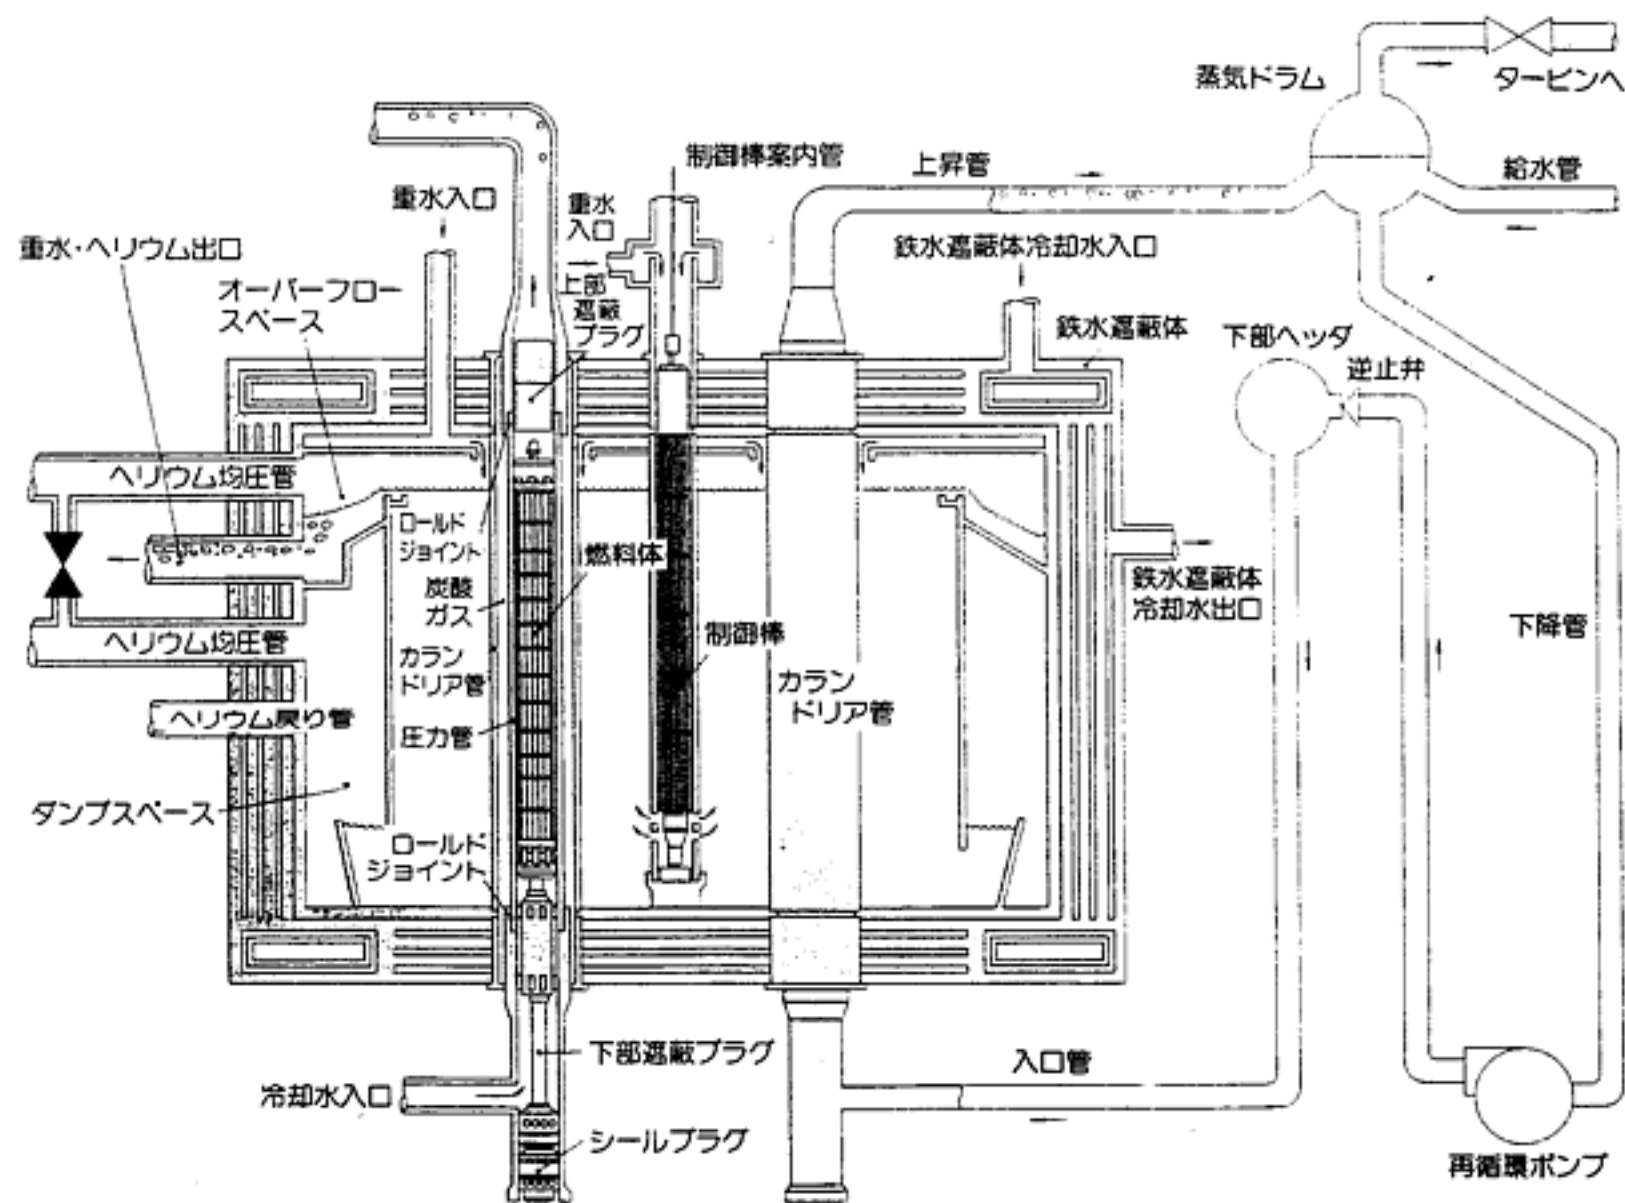 蒸気ドラム
タービンへ
制御棒案内管
上昇管
給水管
重水入口
重水
入口
重水・ヘリウム出口
鉄水遮蔽体冷却水入口
オーバーフロー
スペース
上部
遮蔽
プラグ
鉄水遮蔽体
下部ヘッダ
逆止弁
ヘリウム均圧管
ロールド
ジョイント
燃料体
炭酸
ガス
鉄水遮蔽体
冷却水出口
ヘリウム均圧管
制御棒
下降管
カラン
ドリア管
カラン
ドリア管
ヘリウム戻り管
圧力管
ダンプスペース
ロールド
ジョイント
下部遮蔽プラグ
入口管
冷却水入口
シールプラグ
再循環ポンプ